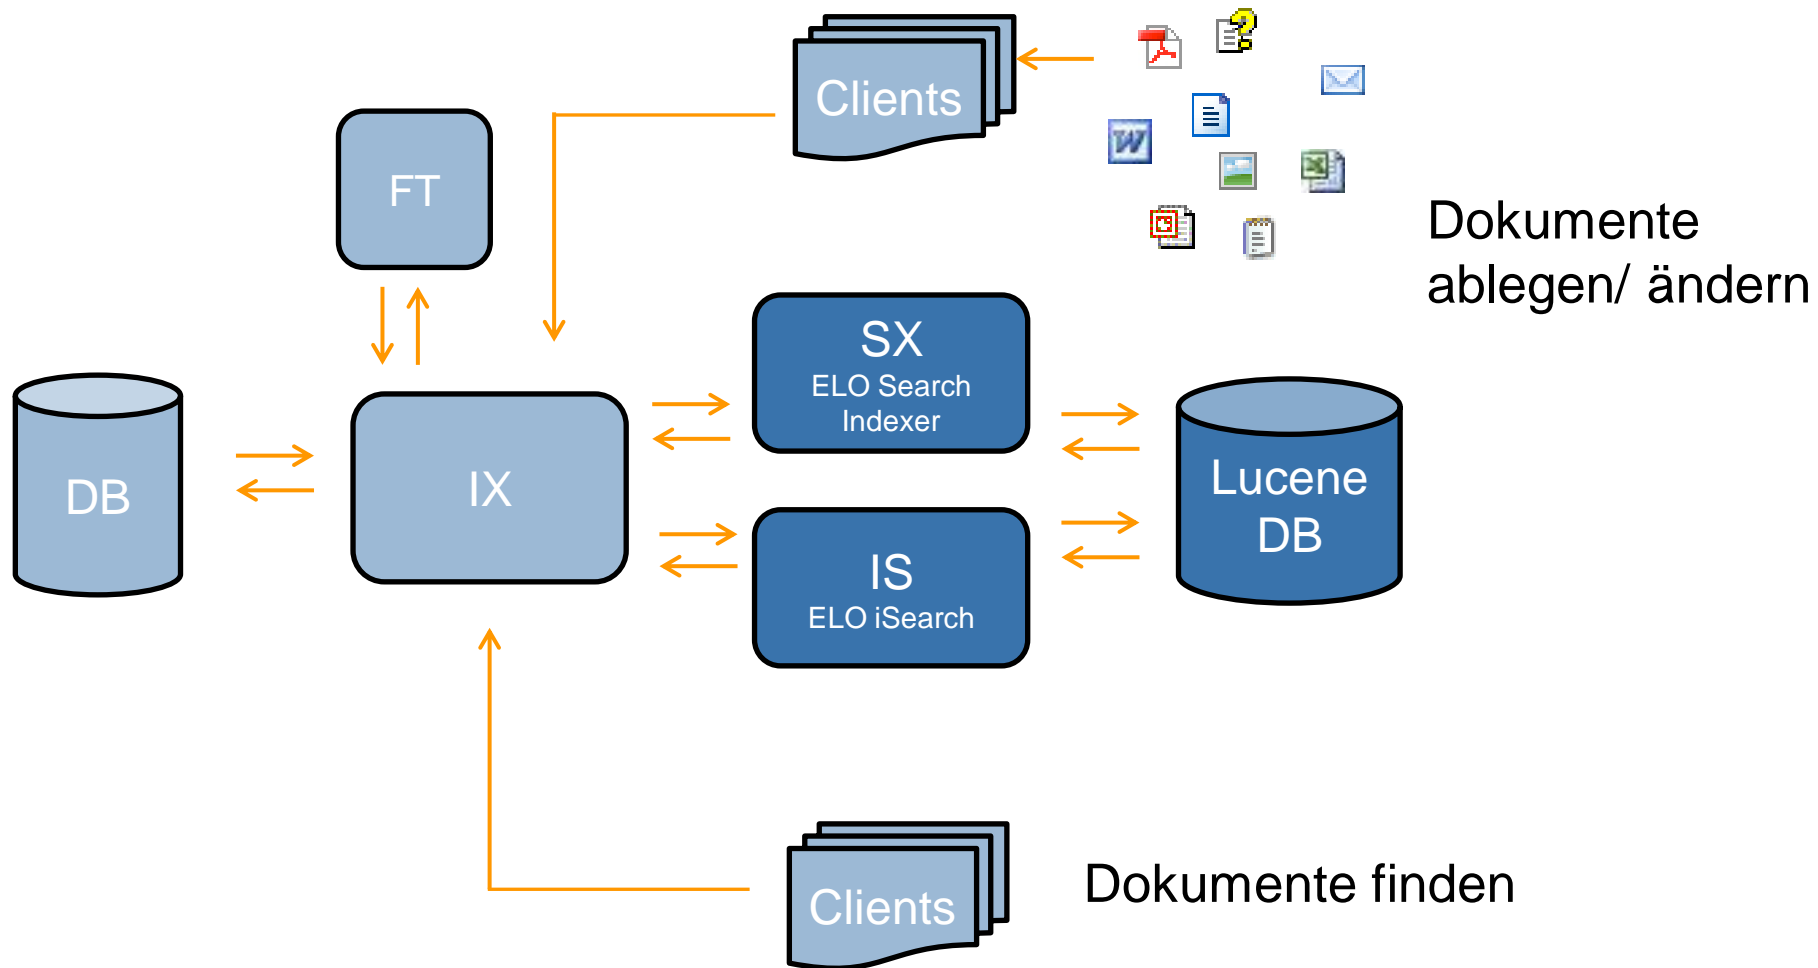 Clients
FT
Dokumente
ablegen/ ändern
SX
ELO Search
Indexer
DB
IX
Lucene
DB
IS
ELO iSearch
Clients
Dokumente finden